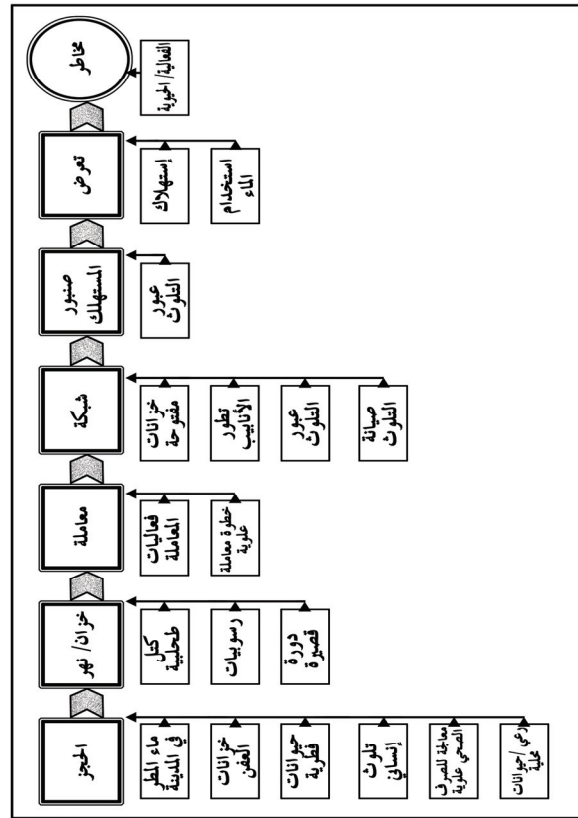 الحجز
خزان/ نهر
معاملة
شبكة
صنبور
المستهلك
تعرض
مخاطر
ماء المطر
في المدينة
خزانات
العفن
حيوانات
فطرية
تلوث
إنساني
معالجة للصرف
الصحي علوية
رعي/حيوانات
محلية
كتل
طحلبية
رسوبيات
دورة
قصيرة
فعاليات
المعاملة
خطوة معاملة
علوية
خزانات
مفتوحة
تطور
الأنابيب
عبور
التلوث
صيانة
التلوث
عبور
التلوث
إستهلاك
استخدام
الماء
الفعالية/ الحيوية